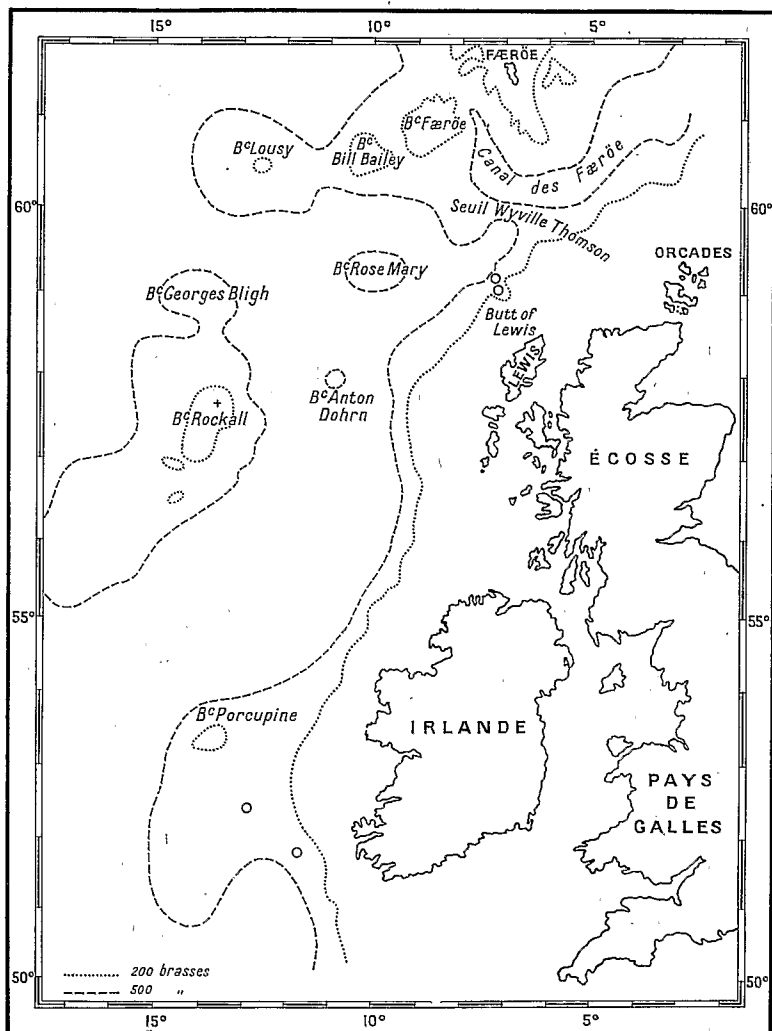 15° 10° 5°
FÆRÖE
Bc Færöe
Bc Lousy
Bc
Bill Bailey
Canal des Færöe
60° 60°
Seuil Wyville Thomson
ORCADES
Bc Rose Mary
Bc Georges Bligh
Butt of
Lewis
LEWIS
Bc Anton
Dohrn
Bc Rockall
ÉCOSSE
55° 55°
Bc Porcupine
IRLANDE
PAYS
DE
GALLES
200 brasses
500 "
50° 50°
15° 10° 5°